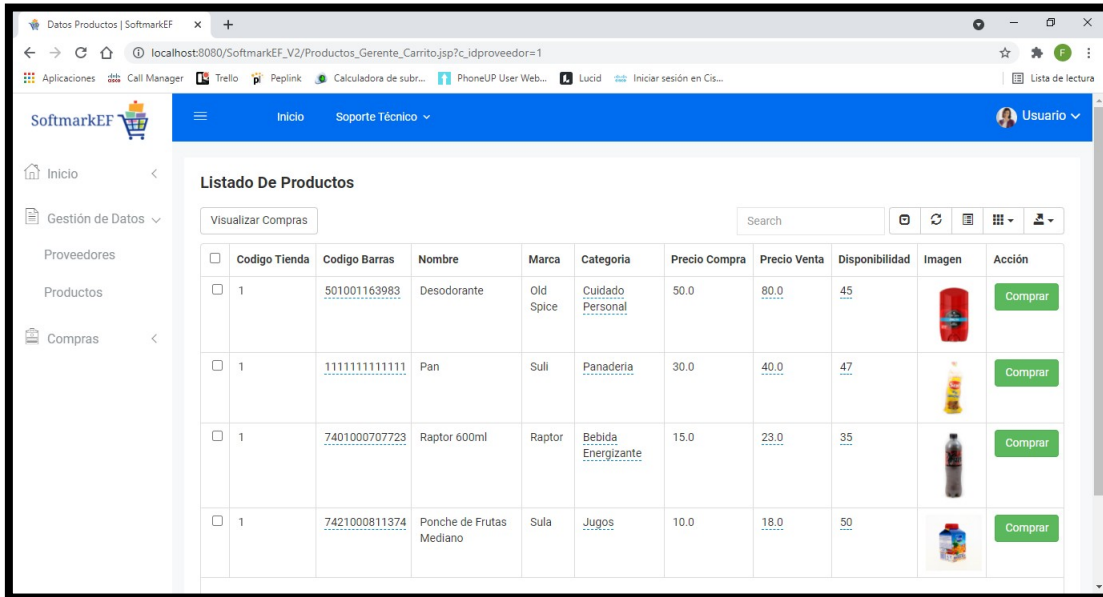 Datos Productos | SoftmarkEF
localhost:8080/SoftmarkEF_V2/Productos_Gerente_Carrito.jsp?c_idproveedor=1
F
Aplicaciones Call Manager Trello Peplink Calculadora de subr... PhoneUP User Web... Lucid Iniciar sesión en Cis... Lista de lectura
SoftmarkEF
Inicio Soporte Técnico Usuario
Inicio
Gestión de Datos
Proveedores
Productos
Compras
Listado De Productos
Visualizar Compras Search
Codigo Tienda Codigo Barras Nombre Marca Categoria Precio Compra Precio Venta Disponibilidad Imagen Acción
1 501001163983 Desodorante Old Spice Cuidado Personal 50.0 80.0 45 Comprar
1 1111111111111 Pan Suli Panaderia 30.0 40.0 47 Comprar
1 7401000707723 Raptor 600ml Raptor Bebida Energizante 15.0 23.0 35 Comprar
1 7421000811374 Ponche de Frutas Mediano Sula Jugos 10.0 18.0 50 Comprar